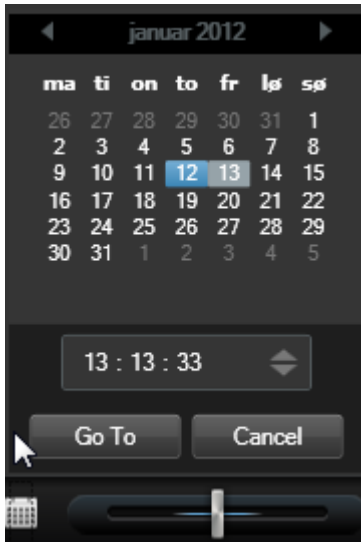 januar 2012
ma ti on to fr lø sø
26 27 28 29 30 31 1
2 3 4 5 6 7 8
9 10 11 12 13 14 15
16 17 18 19 20 21 22
23 24 25 26 27 28 29
30 31 1 2 3 4 5
13 : 13 : 33
Go To Cancel